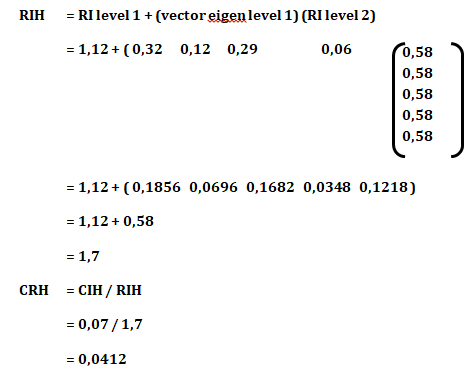 RIH = RI level 1 + (vector eigen level 1) (RI level 2)
= 1,12 + ( 0,32 0,12 0,29 0,06
0,58
0,58
0,58
0,58
0,58
= 1,12 + ( 0,1856 0,0696 0,1682 0,0348 0,1218 )
= 1,12 + 0,58
= 1,7
CRH = CIH / RIH
= 0,07 / 1,7
= 0,0412